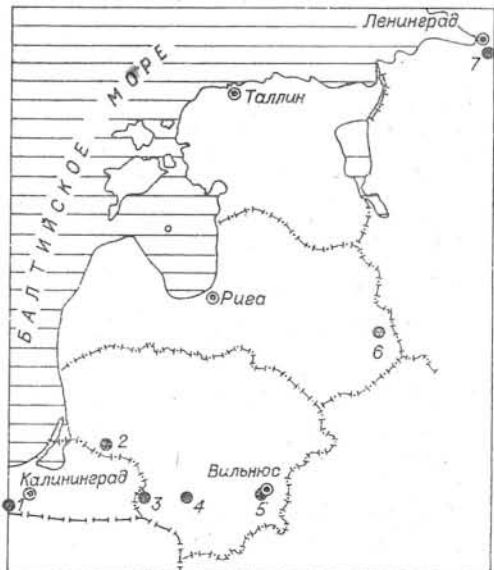 Ленинград
7
Таллин
БАЛТИЙСКОЕ МОРЕ
Рига
6
2
Калининград
Вильнюс
1
3
4
5